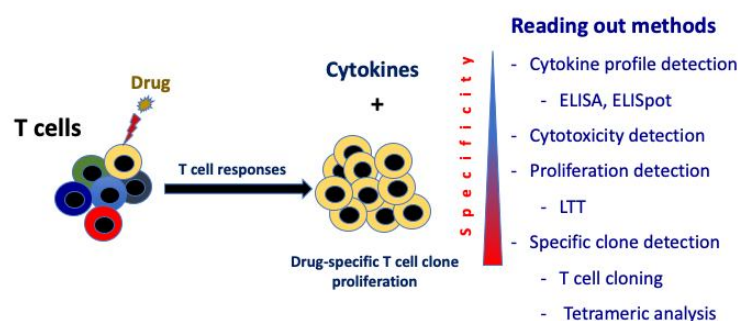 Reading out methods
Drug
T cells
T cell responses
Cytokines
+
Drug-specific T cell clone
proliferation
Specificity
- Cytokine profile detection
- ELISA, ELISpot
- Cytotoxicity detection
- Proliferation detection
- LTT
- Specific clone detection
- T cell cloning
- Tetrameric analysis